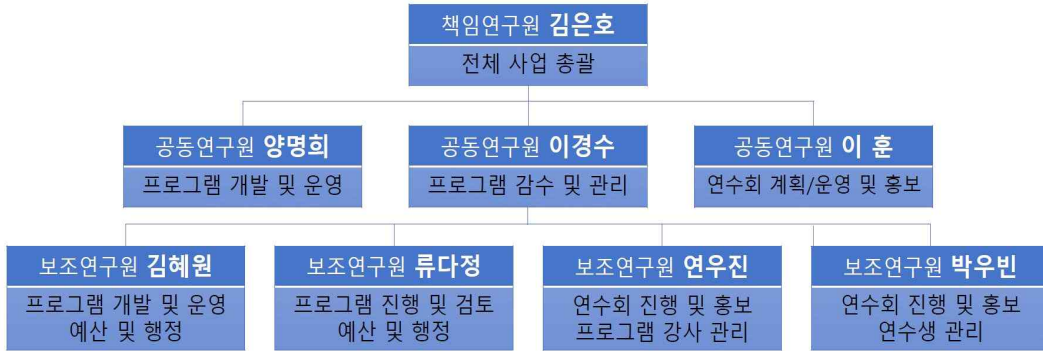 책임연구원 김은호
전체 사업 총괄
공동연구원 양명희
프로그램 개발 및 운영
공동연구원 이경수
프로그램 감수 및 관리
공동연구원 이 훈
연수회 계획/운영 및 홍보
보조연구원 김혜원
프로그램 개발 및 운영
예산 및 행정
보조연구원 류다정
프로그램 진행 및 검토
예산 및 행정
보조연구원 연우진
연수회 진행 및 홍보
프로그램 강사 관리
보조연구원 박우빈
연수회 진행 및 홍보
연수생 관리